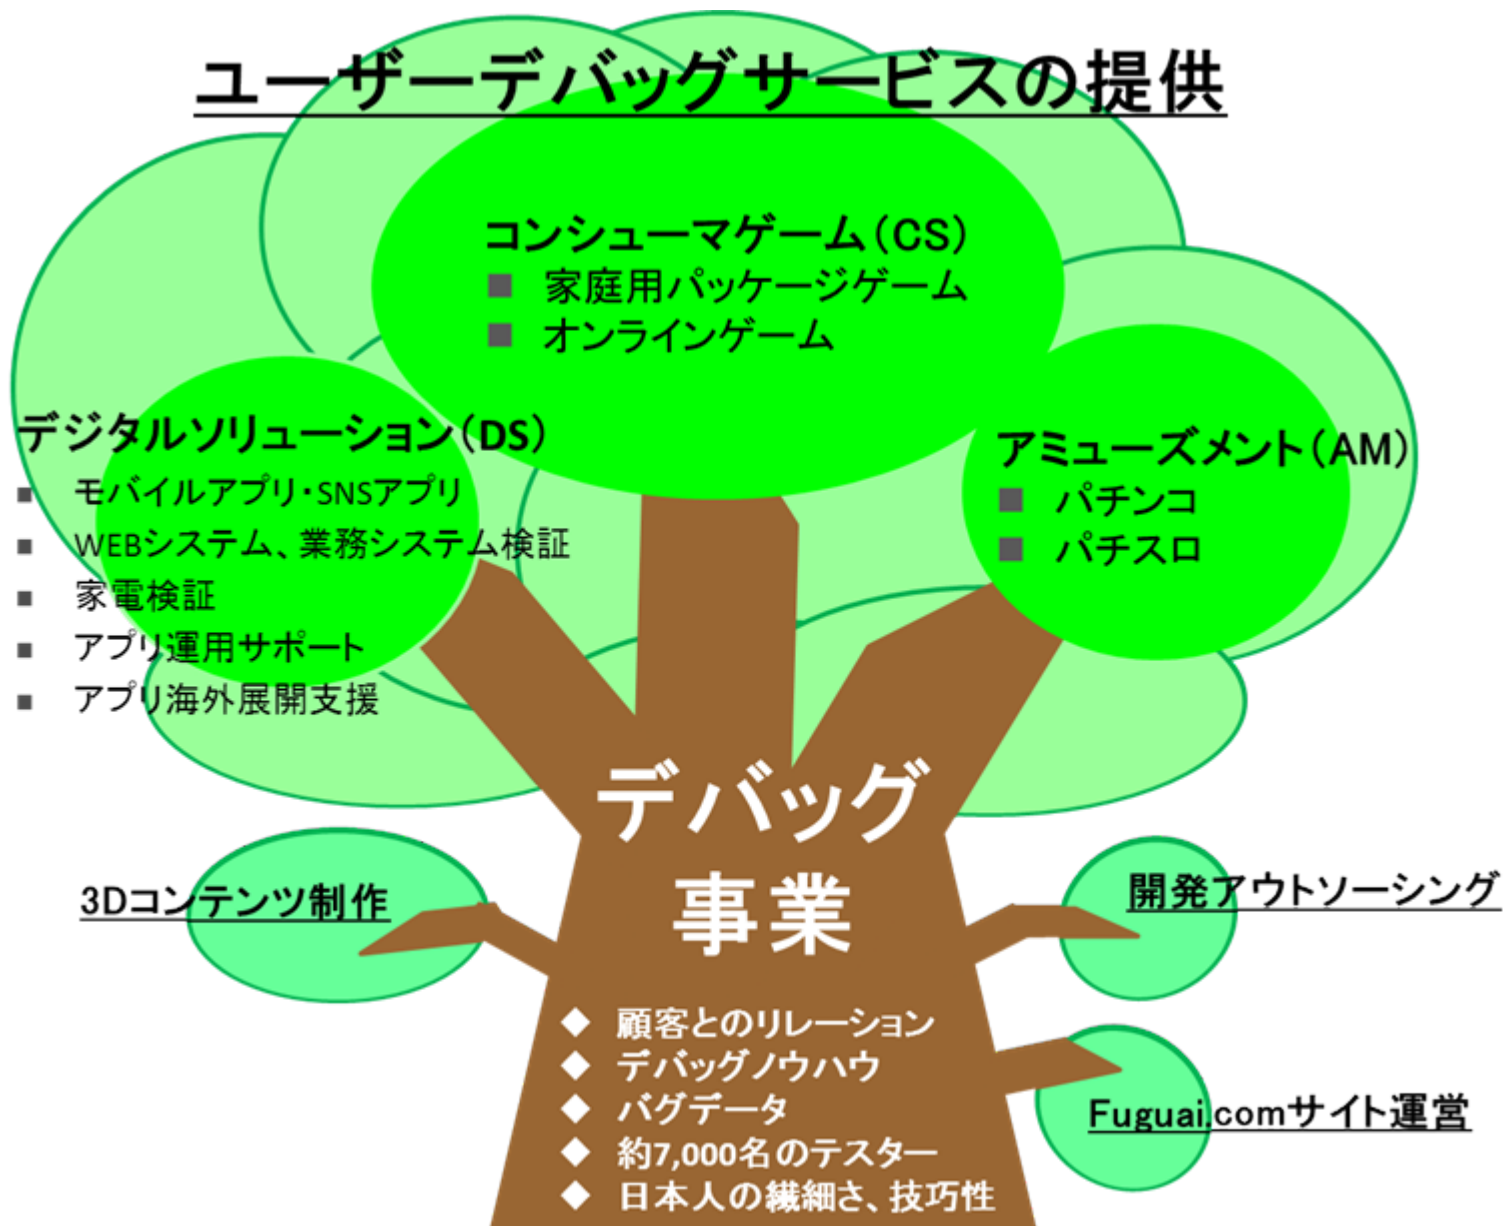 ユーザーデバッグサービスの提供
コンシューマゲーム(CS)
■ 家庭用パッケージゲーム
■ オンラインゲーム
デジタルソリューション(DS)
■ モバイルアプリ・SNSアプリ
■ WEBシステム、業務システム検証
■ 家電検証
■ アプリ運用サポート
■ アプリ海外展開支援
アミューズメント(AM)
■ パチンコ
■ パチスロ
デバッグ
事業
3Dコンテンツ制作
開発アウトソーシング
◆ 顧客とのリレーション
◆ デバッグノウハウ
◆ バグデータ
◆ 約7,000名のテスター
◆ 日本人の繊細さ、技巧性
Fuguai.comサイト運営